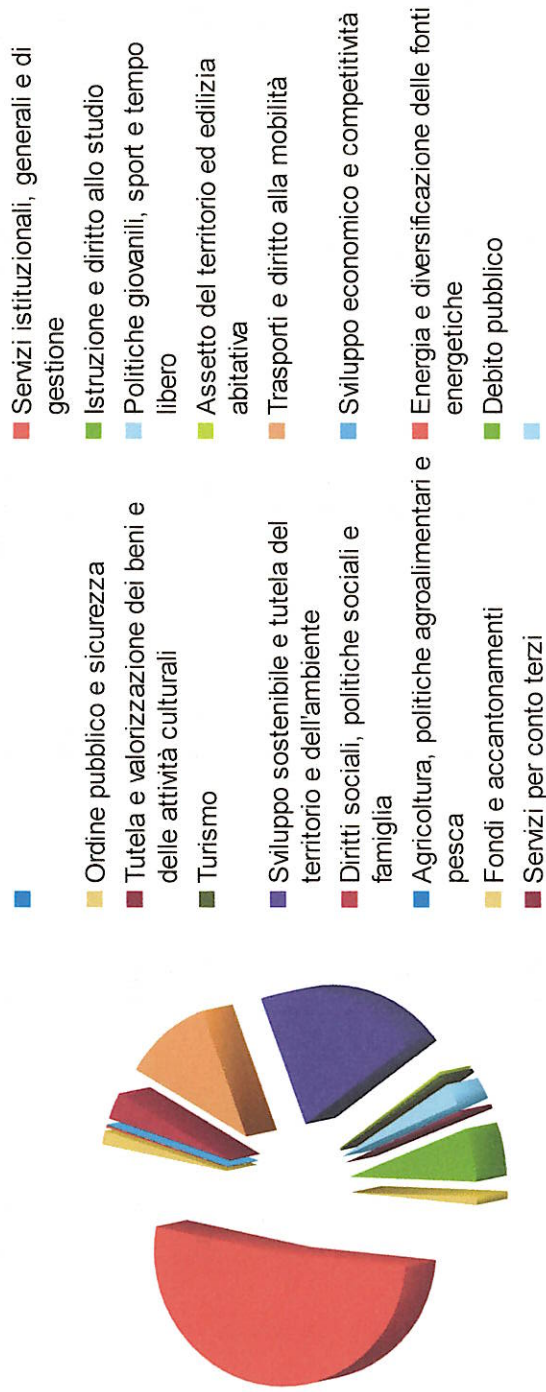 Servizi istituzionali, generali e di
gestione
Ordine pubblico e sicurezza
Istruzione e diritto allo studio
Tutela e valorizzazione dei beni e
delle attività culturali
Politiche giovanili, sport e tempo
libero
Turismo
Assetto del territorio ed edilizia
abitativa
Sviluppo sostenibile e tutela del
territorio e dell'ambiente
Trasporti e diritto alla mobilità
Diritti sociali, politiche sociali e
famiglia
Sviluppo economico e competitività
Agricoltura, politiche agroalimentari e
pesca
Energia e diversificazione delle fonti
energetiche
Fondi e accantonamenti
Debito pubblico
Servizi per conto terzi